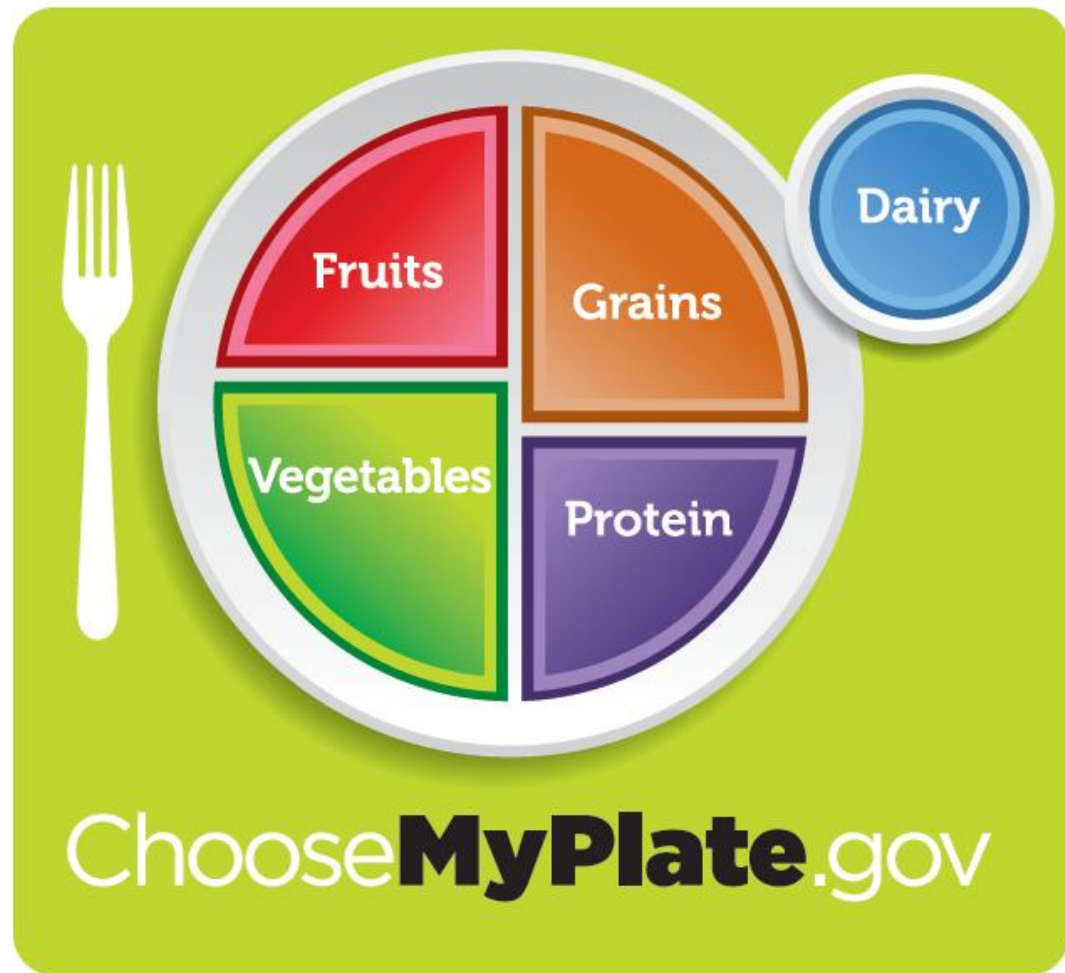 Dairy
Fruits
Grains
Vegetables
Protein
ChooseMyPlate.gov